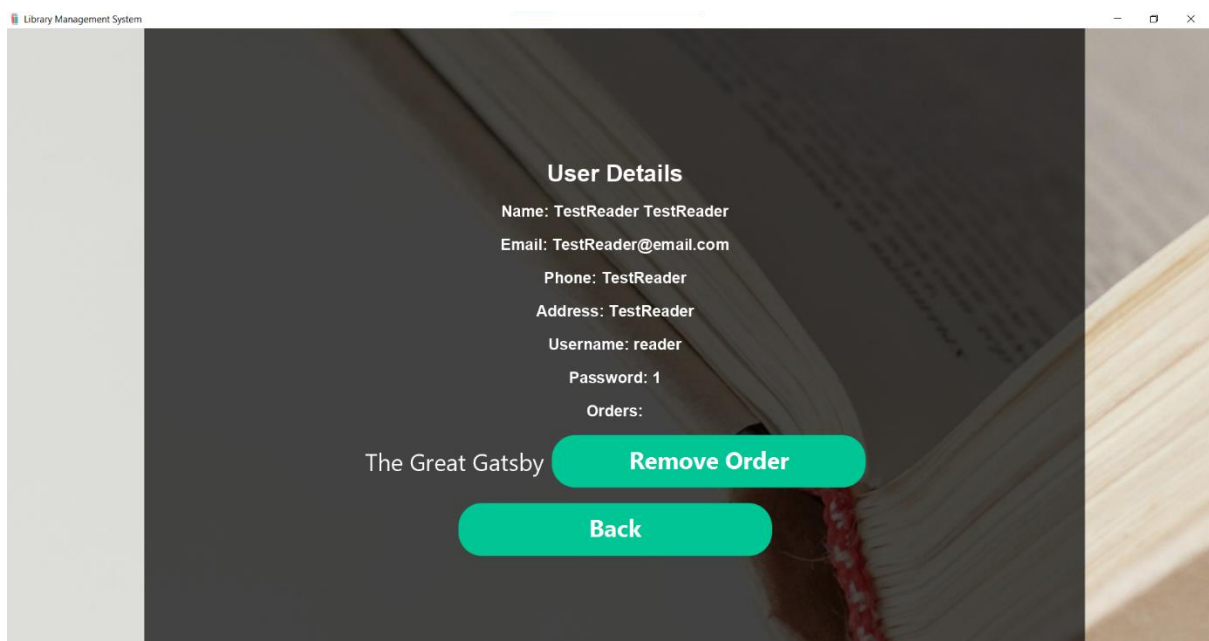 Library Management System
User Details
Name: TestReader TestReader
Email: TestReader@email.com
Phone: TestReader
Address: TestReader
Username: reader
Password: 1
Orders:
The Great Gatsby Remove Order
Back